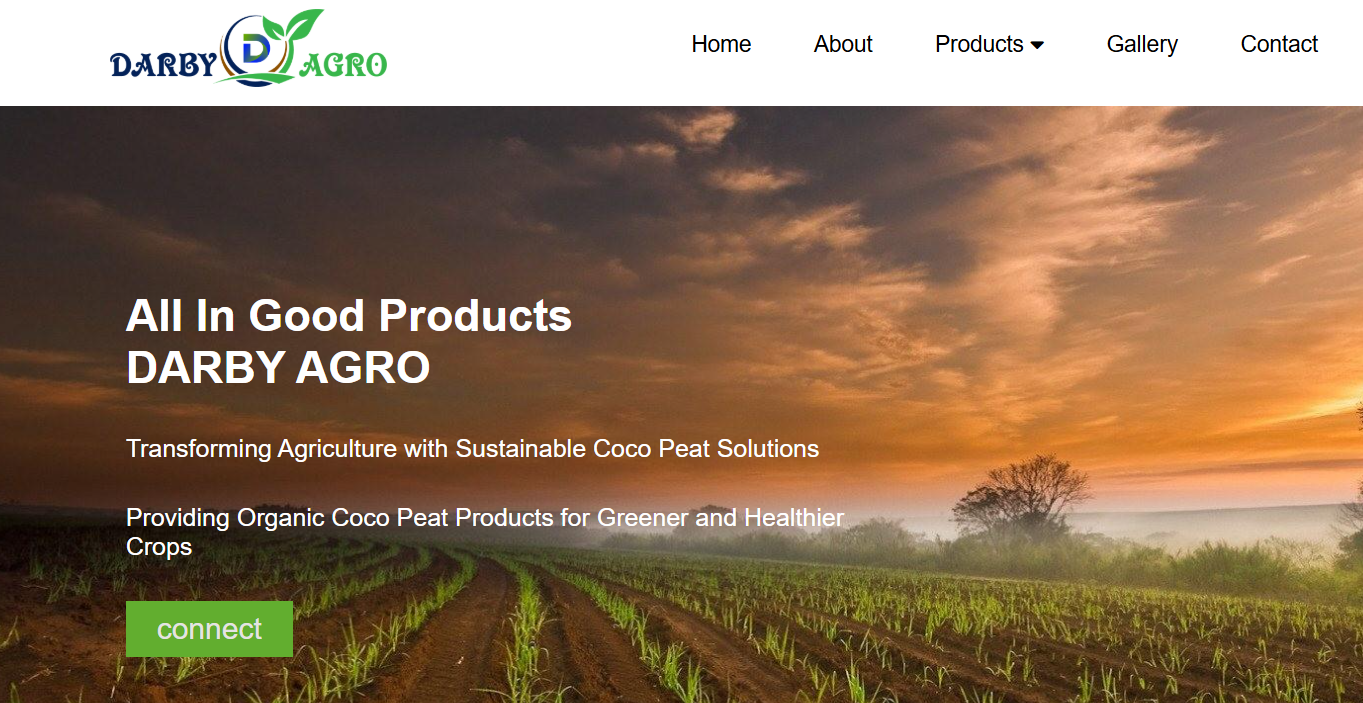 DARBY D AGRO
Home About Products Gallery Contact
All In Good Products
DARBY AGRO
Transforming Agriculture with Sustainable Coco Peat Solutions
Providing Organic Coco Peat Products for Greener and Healthier
Crops
connect